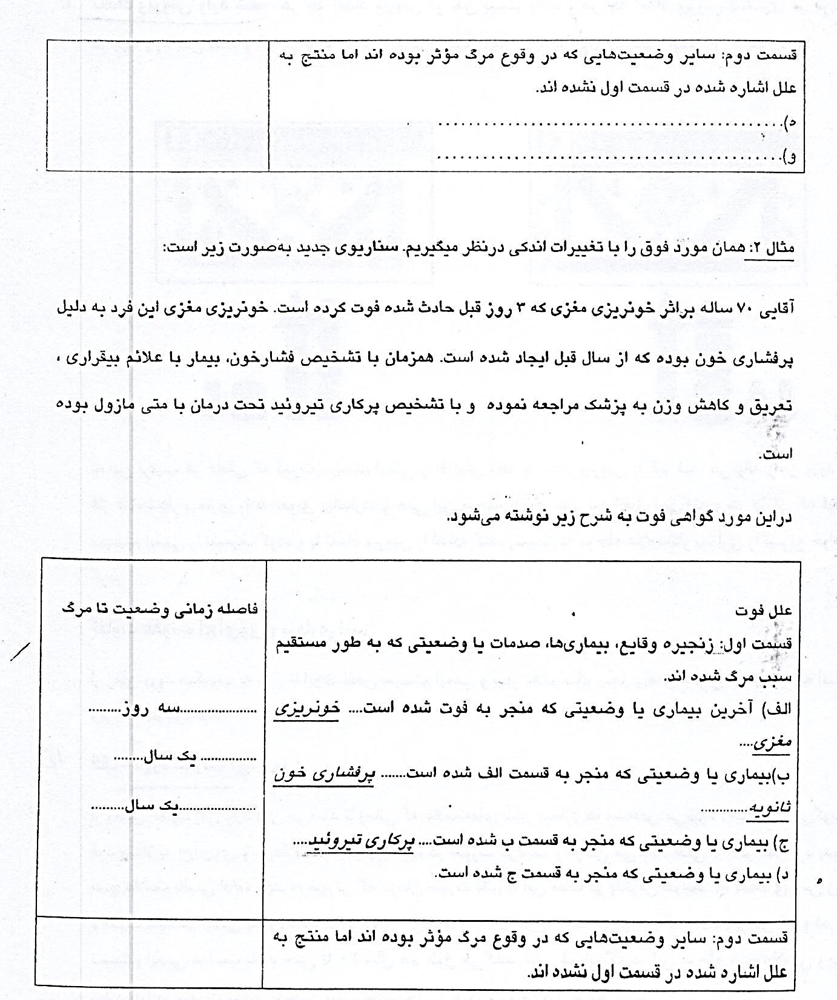 قسمت دوم: سایر وضعیت‌هایی که در وقوع مرگ مؤثر بوده اند اما منتج به
علل اشاره شده در قسمت اول نشده اند.
ه).............................................
و).............................................
مثال ۲: همان مورد فوق را با تغییرات اندکی درنظر میگیریم. سناریوی جدید به‌صورت زیر است:
آقایی ۷۰ ساله براثر خونریزی مغزی که ۳ روز قبل حادث شده فوت کرده است. خونریزی مغزی این فرد به دلیل
پرفشاری خون بوده که از سال قبل ایجاد شده است. همزمان با تشخیص فشارخون، بیمار با علائم بیقراری ،
تعریق و کاهش وزن به پزشک مراجعه نموده و با تشخیص پرکاری تیروئید تحت درمان با متی مازول بوده
است.
دراین مورد گواهی فوت به شرح زیر نوشته می‌شود.
علل فوت
قسمت اول: زنجیره وقایع، بیماری‌ها، صدمات یا وضعیتی که به طور مستقیم
سبب مرگ شده اند.
الف) آخرین بیماری یا وضعیتی که منجر به فوت شده است.... خونریزی
مغزی....
ب)بیماری یا وضعیتی که منجر به قسمت الف شده است....... پرفشاری خون
ثانویه.............
ج) بیماری یا وضعیتی که منجر به قسمت ب شده است.... پرکاری تیروئید....
د) بیماری یا وضعیتی که منجر به قسمت ج شده است.
فاصله زمانی وضعیت تا مرگ
.....................سه روز.........
................ یک سال........
.....................یک سال.........
قسمت دوم: سایر وضعیت‌هایی که در وقوع مرگ مؤثر بوده اند اما منتج به
علل اشاره شده در قسمت اول نشده اند.